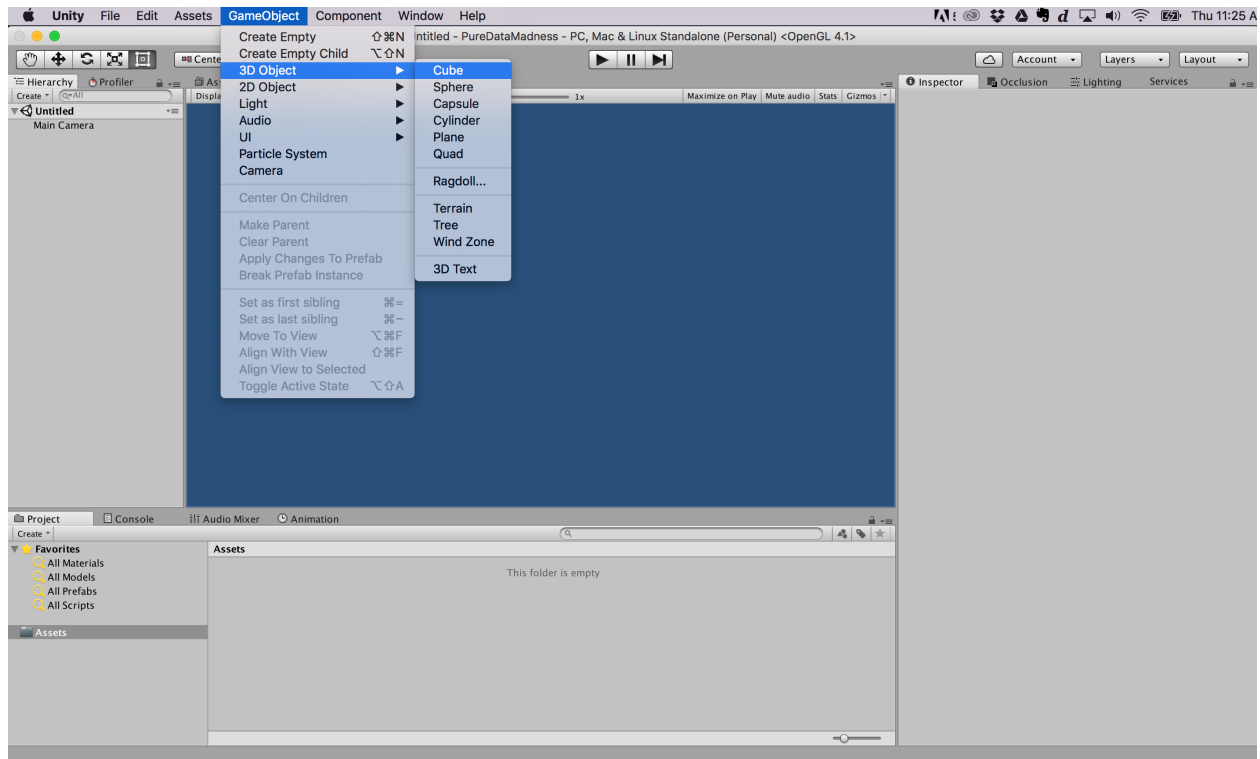 Unity File Edit Assets GameObject Component Window Help Thu 11:25 A
ntitled - PureDataMadness - PC, Mac & Linux Standalone (Personal) <OpenGL 4.1>
Cente Account Layers Layout
Hierarchy Profiler As Inspector Occlusion Lighting Services
Create All Displa 1x Maximize on Play Mute audio Stats Gizmos
Untitled
Main Camera
Create Empty ⇧⌘N
Create Empty Child ⌥⇧N
3D Object
2D Object
Light
Audio
UI
Particle System
Camera
Center On Children
Make Parent
Clear Parent
Apply Changes To Prefab
Break Prefab Instance
Set as first sibling ⌘=
Set as last sibling ⌘-
Move To View ⌥⌘F
Align With View ⇧⌘F
Align View to Selected
Toggle Active State ⌥⇧A
Cube
Sphere
Capsule
Cylinder
Plane
Quad
Ragdoll...
Terrain
Tree
Wind Zone
3D Text
Project Console Audio Mixer Animation
Create
Favorites
All Materials
All Models
All Prefabs
All Scripts
Assets
Assets
This folder is empty